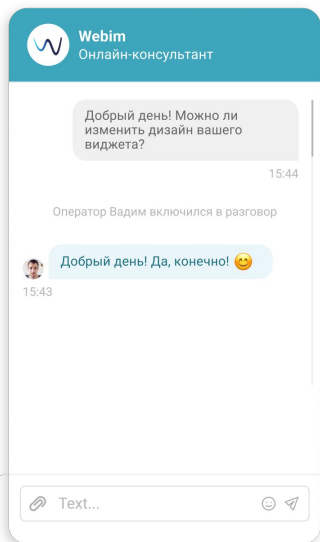 Webim
Онлайн-консультант
Добрый день! Можно ли
изменить дизайн вашего
виджета?
15:44
Оператор Вадим включился в разговор
Добрый день! Да, конечно! 😊
15:43
Text...